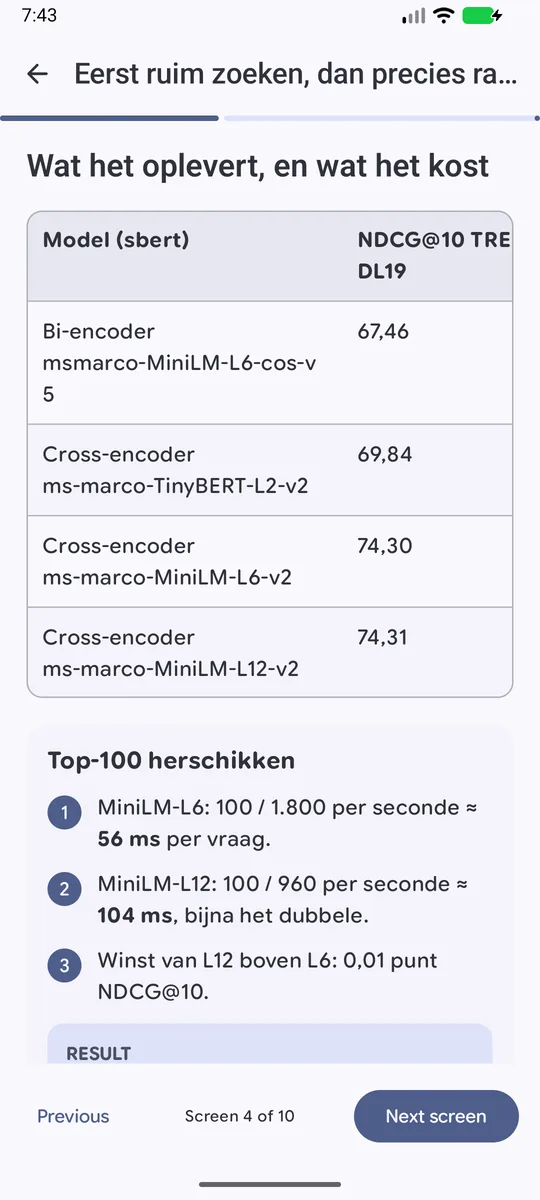 7:43
Eerst ruim zoeken, dan precies ra...
Wat het oplevert, en wat het kost
Model (sbert)
NDCG@10 TRE
DL19
Bi-encoder
67,46
msmarco-MiniLM-L6-cos-v
5
Cross-encoder
69,84
ms-marco-TinyBERT-L2-v2
Cross-encoder
74,30
ms-marco-MiniLM-L6-v2
Cross-encoder
74,31
ms-marco-MiniLM-L12-v2
Top-100 herschikken
1 MiniLM-L6: 100 / 1.800 per seconde ≈
56 ms per vraag.
2 MiniLM-L12: 100 / 960 per seconde ≈
104 ms, bijna het dubbele.
3 Winst van L12 boven L6: 0,01 punt
NDCG@10.
RESULT
Previous
Screen 4 of 10
Next screen